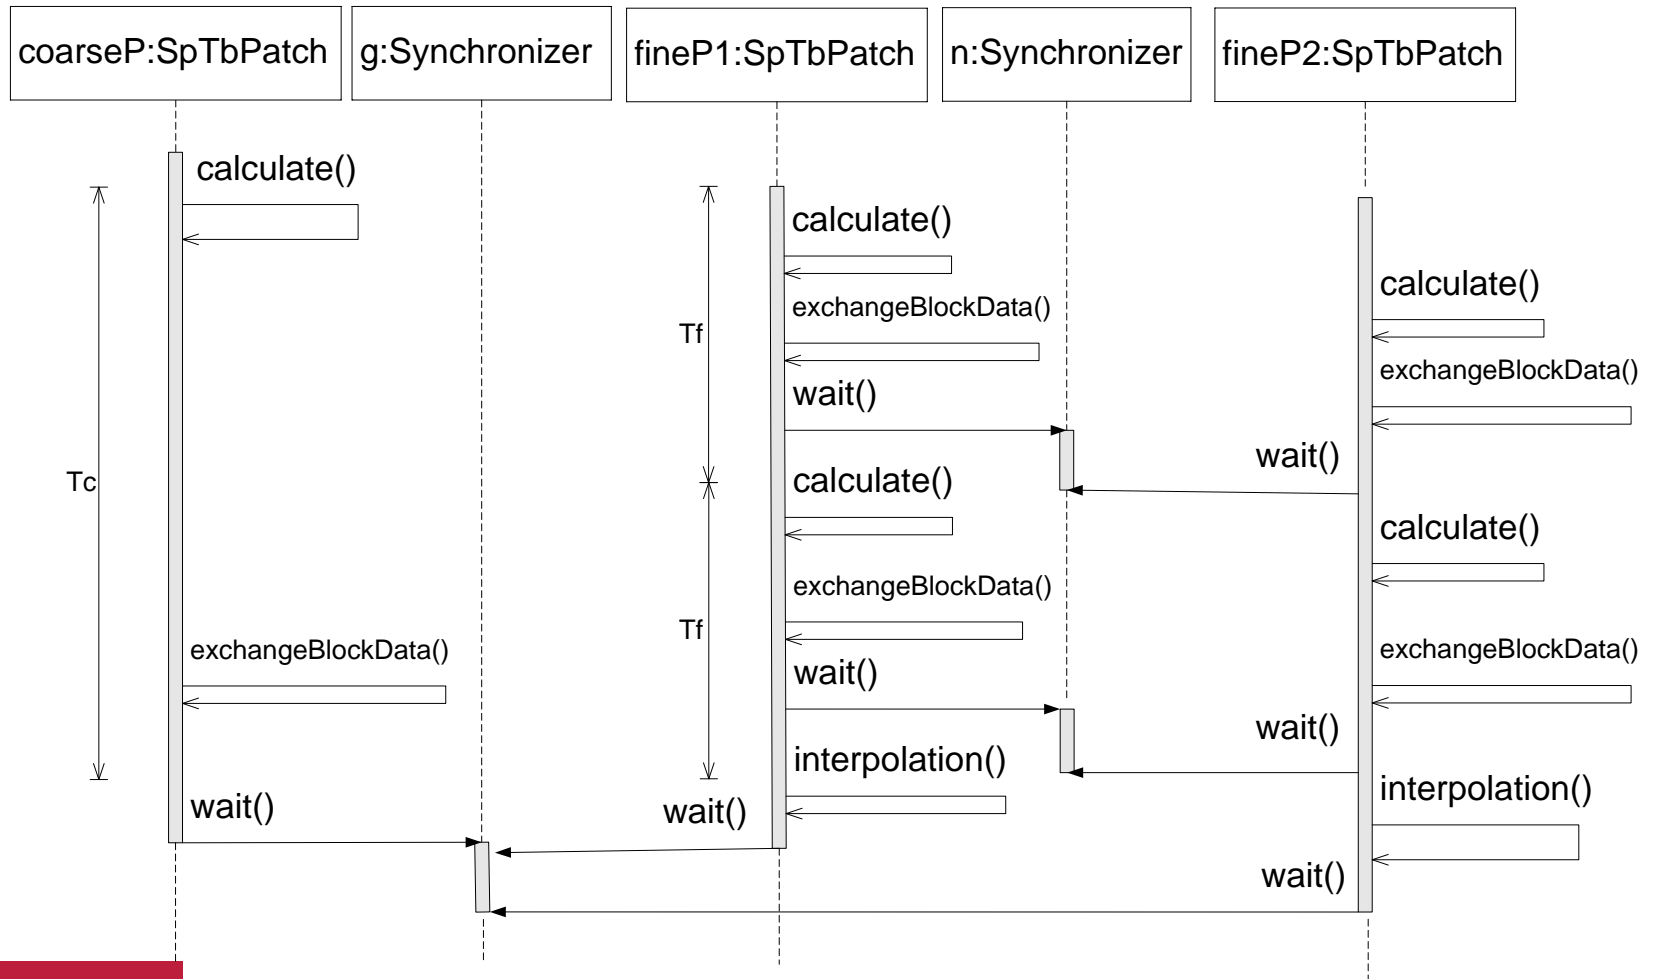 coarseP:SpTbPatch
g:Synchronizer
fineP1:SpTbPatch
n:Synchronizer
fineP2:SpTbPatch
calculate()
calculate()
calculate()
exchangeBlockData()
Tf
exchangeBlockData()
wait()
wait()
Tc
calculate()
calculate()
exchangeBlockData()
Tf
exchangeBlockData()
exchangeBlockData()
wait()
wait()
interpolation()
interpolation()
wait()
wait()
wait()